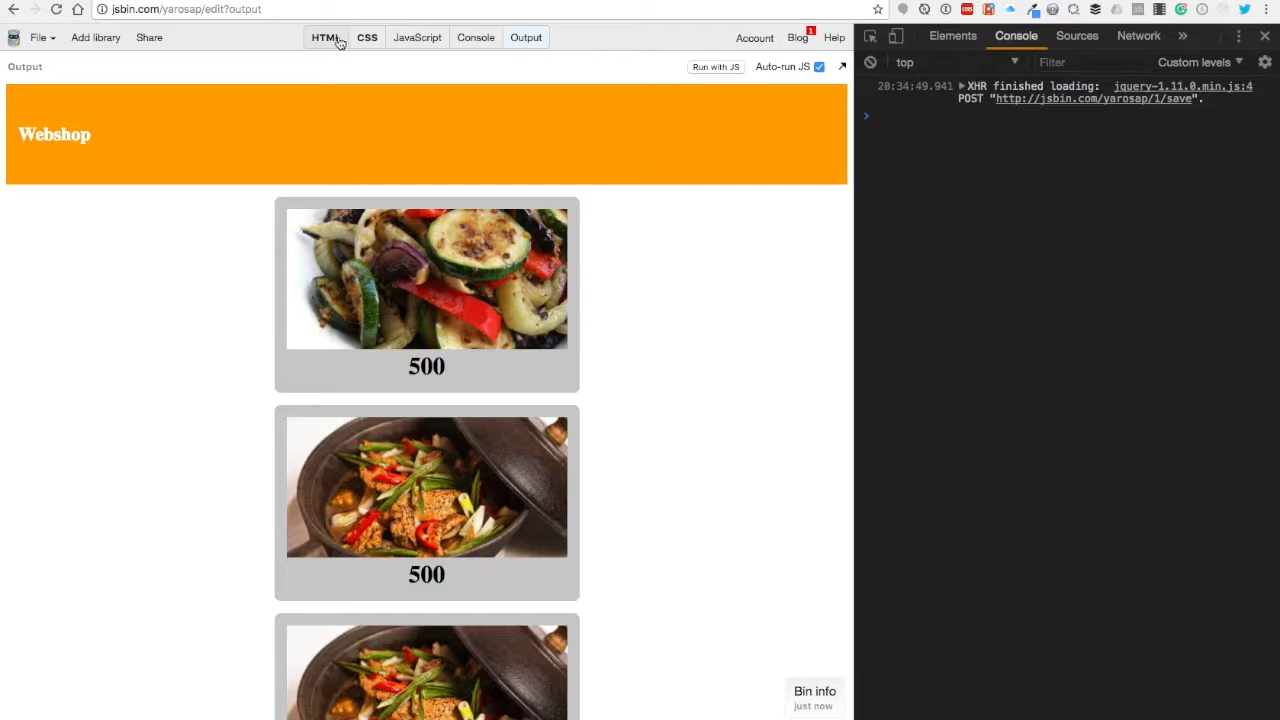 jsbin.com/yarosap/edit?output
File Add library Share HTML CSS JavaScript Console Output Account Blog 1 Help
Output Run with JS Auto-run JS
Webshop
500
500
Bin info
just now
Elements Console Sources Network »
top Filter Custom levels
20:34:49.941 XHR finished loading: jquery-1.11.0.min.js:4
POST "http://jsbin.com/yarosap/1/save".